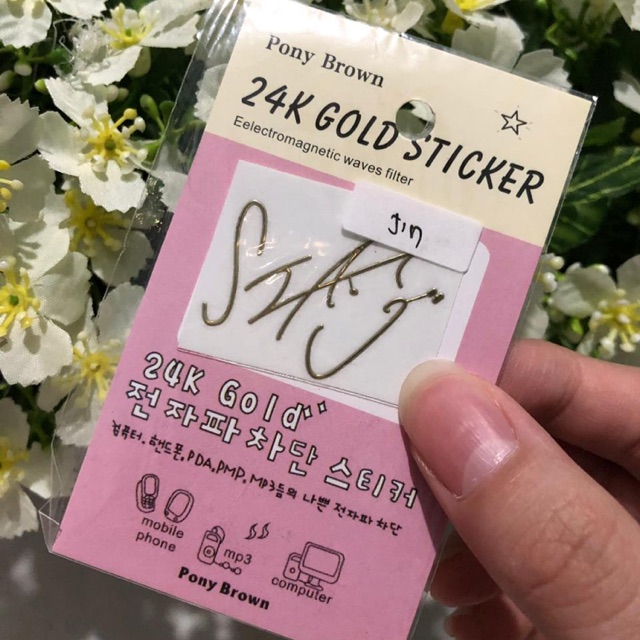 Pony Brown
24K GOLD STICKER
Eelectromagnetic waves filter
Jin
24K Gold
전자파차단 스티커
컴퓨터, 핸드폰, PDA, PMP, MP3등의 나쁜 전자파 차단
mobile phone
mp3
computer
Pony Brown